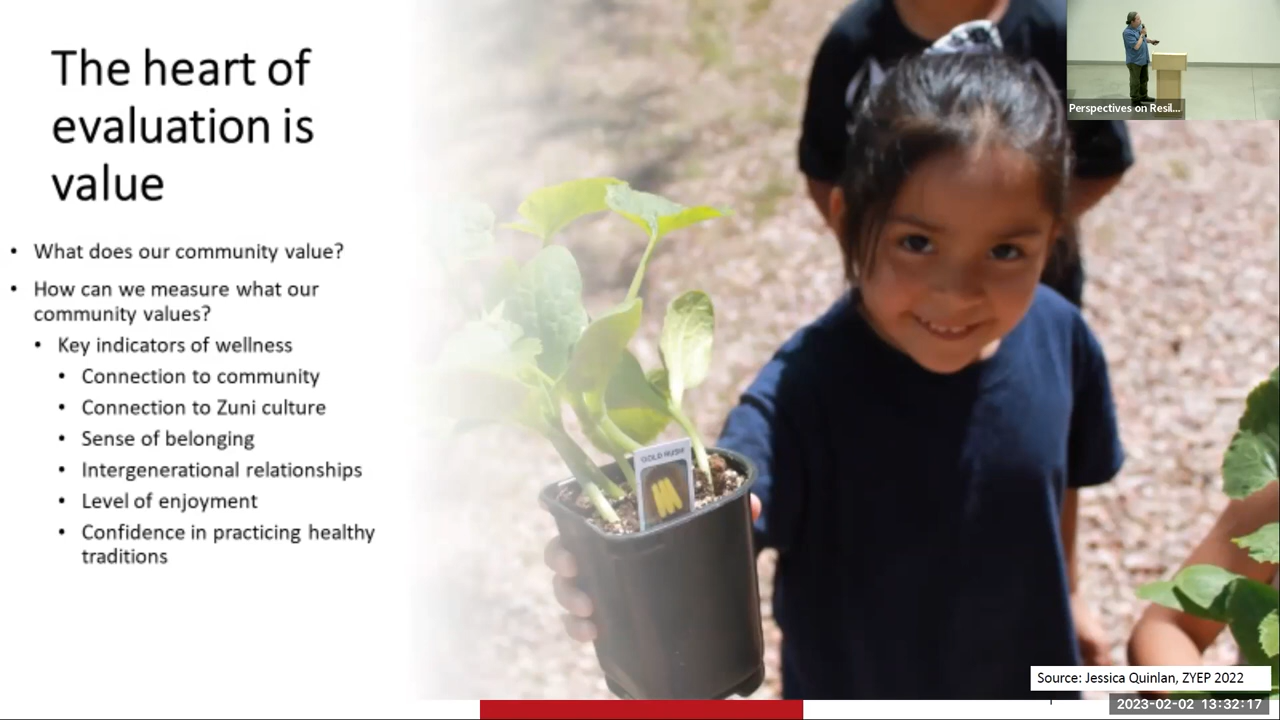 The heart of
evaluation is
value
• What does our community value?
• How can we measure what our
community values?
• Key indicators of wellness
• Connection to community
• Connection to Zuni culture
• Sense of belonging
• Intergenerational relationships
• Level of enjoyment
• Confidence in practicing healthy
traditions
GOLD RUSH
Perspectives on Resil...
Source: Jessica Quinlan, ZYEP 2022
2023-02-02 13:32:17